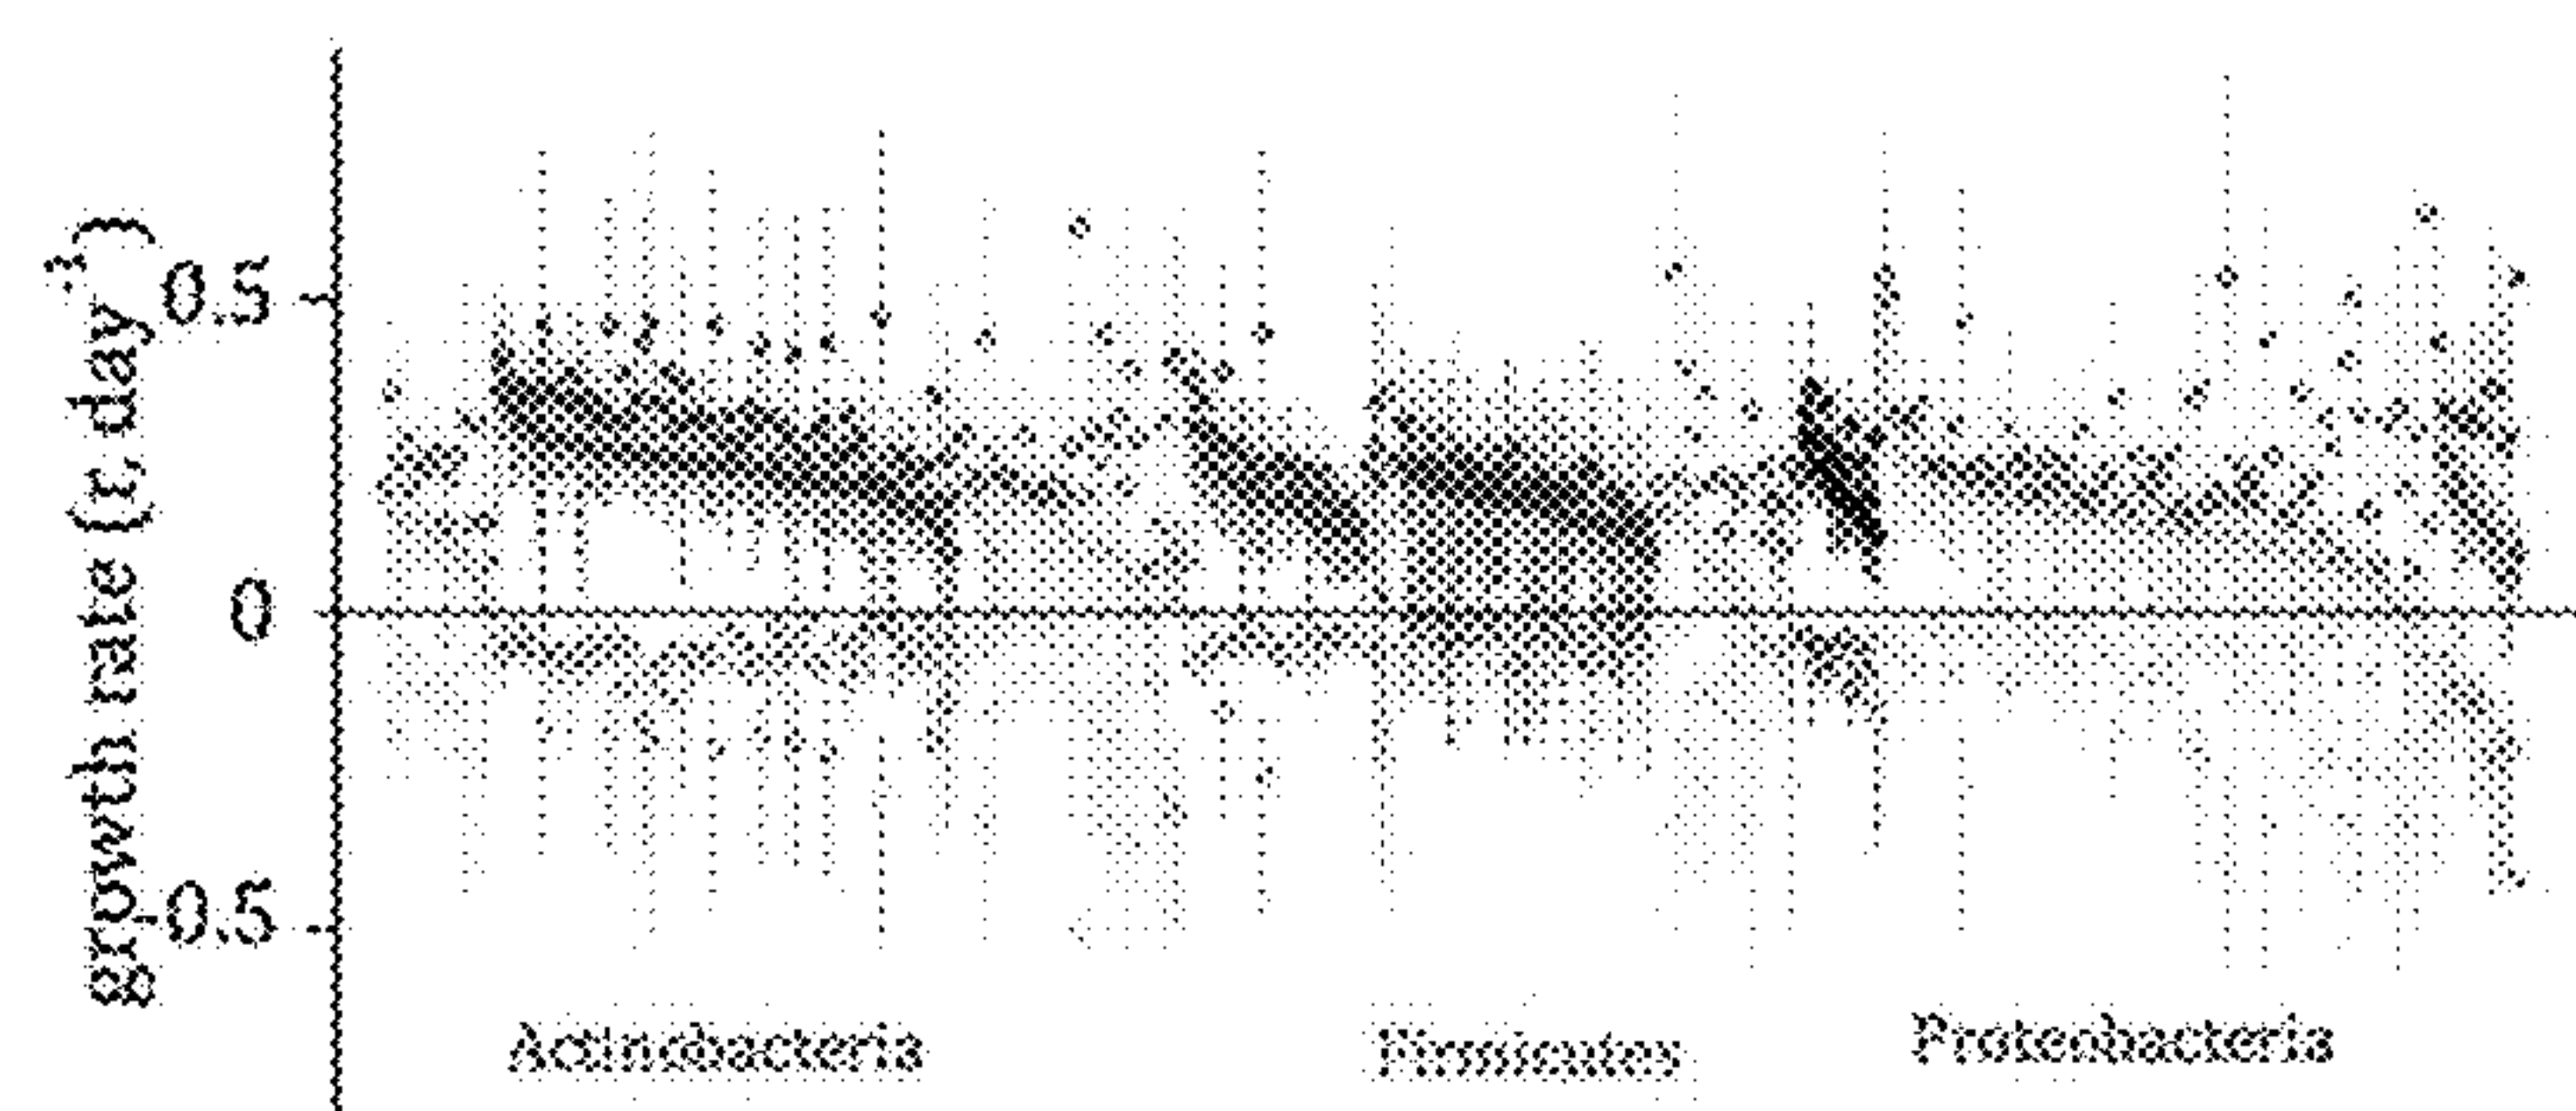 growth rate (r, day⁻¹)
0.5
0
-0.5
Actinobacteria
Firmicutes
Proteobacteria